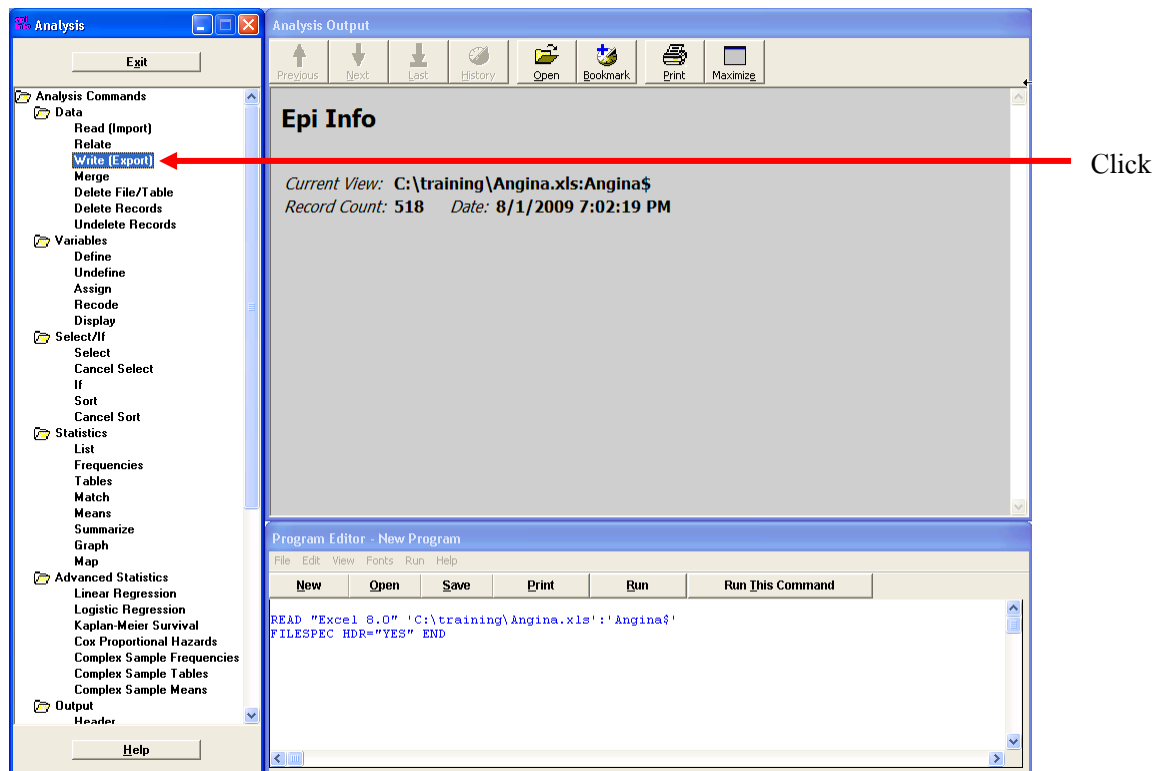 Analysis
Exit
Analysis Commands
Data
Read (Import)
Relate
Write (Export)
Merge
Delete File/Table
Delete Records
Undelete Records
Variables
Define
Undefine
Assign
Recode
Display
Select/If
Select
Cancel Select
If
Sort
Cancel Sort
Statistics
List
Frequencies
Tables
Match
Means
Summarize
Graph
Map
Advanced Statistics
Linear Regression
Logistic Regression
Kaplan-Meier Survival
Cox Proportional Hazards
Complex Sample Frequencies
Complex Sample Tables
Complex Sample Means
Output
Header
Help
Analysis Output
Previous Next Last History Open Bookmark Print Maximize
Epi Info
Current View: C:\training\Angina.xls:Angina$
Record Count: 518 Date: 8/1/2009 7:02:19 PM
Program Editor - New Program
File Edit View Fonts Run Help
New Open Save Print Run Run This Command
READ "Excel 8.0" 'C:\training\Angina.xls':'Angina$'
FILESPEC HDR="YES" END
Click